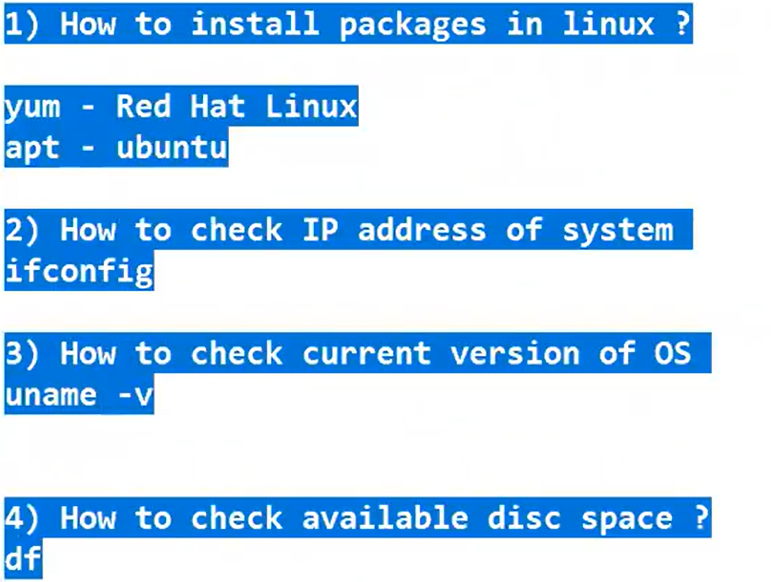 1) How to install packages in linux ?
yum - Red Hat Linux
apt - ubuntu
2) How to check IP address of system
ifconfig
3) How to check current version of OS
uname -v
4) How to check available disc space ?
df